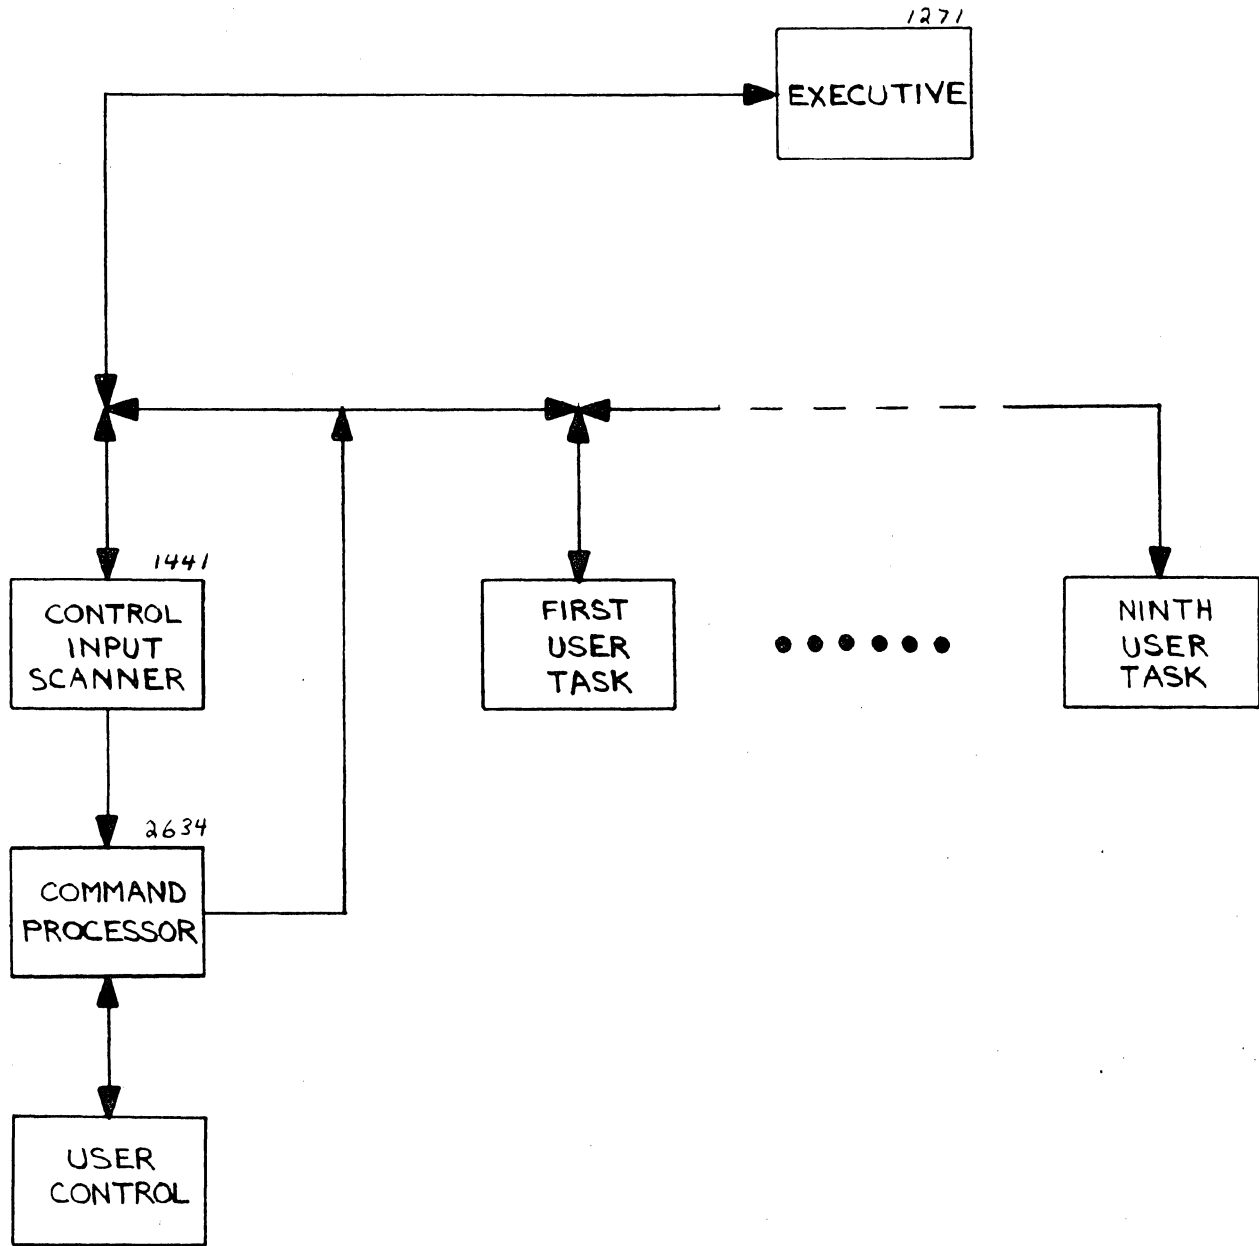 1271
EXECUTIVE
1441
CONTROL
INPUT
SCANNER
FIRST
USER
TASK
NINTH
USER
TASK
2634
COMMAND
PROCESSOR
USER
CONTROL